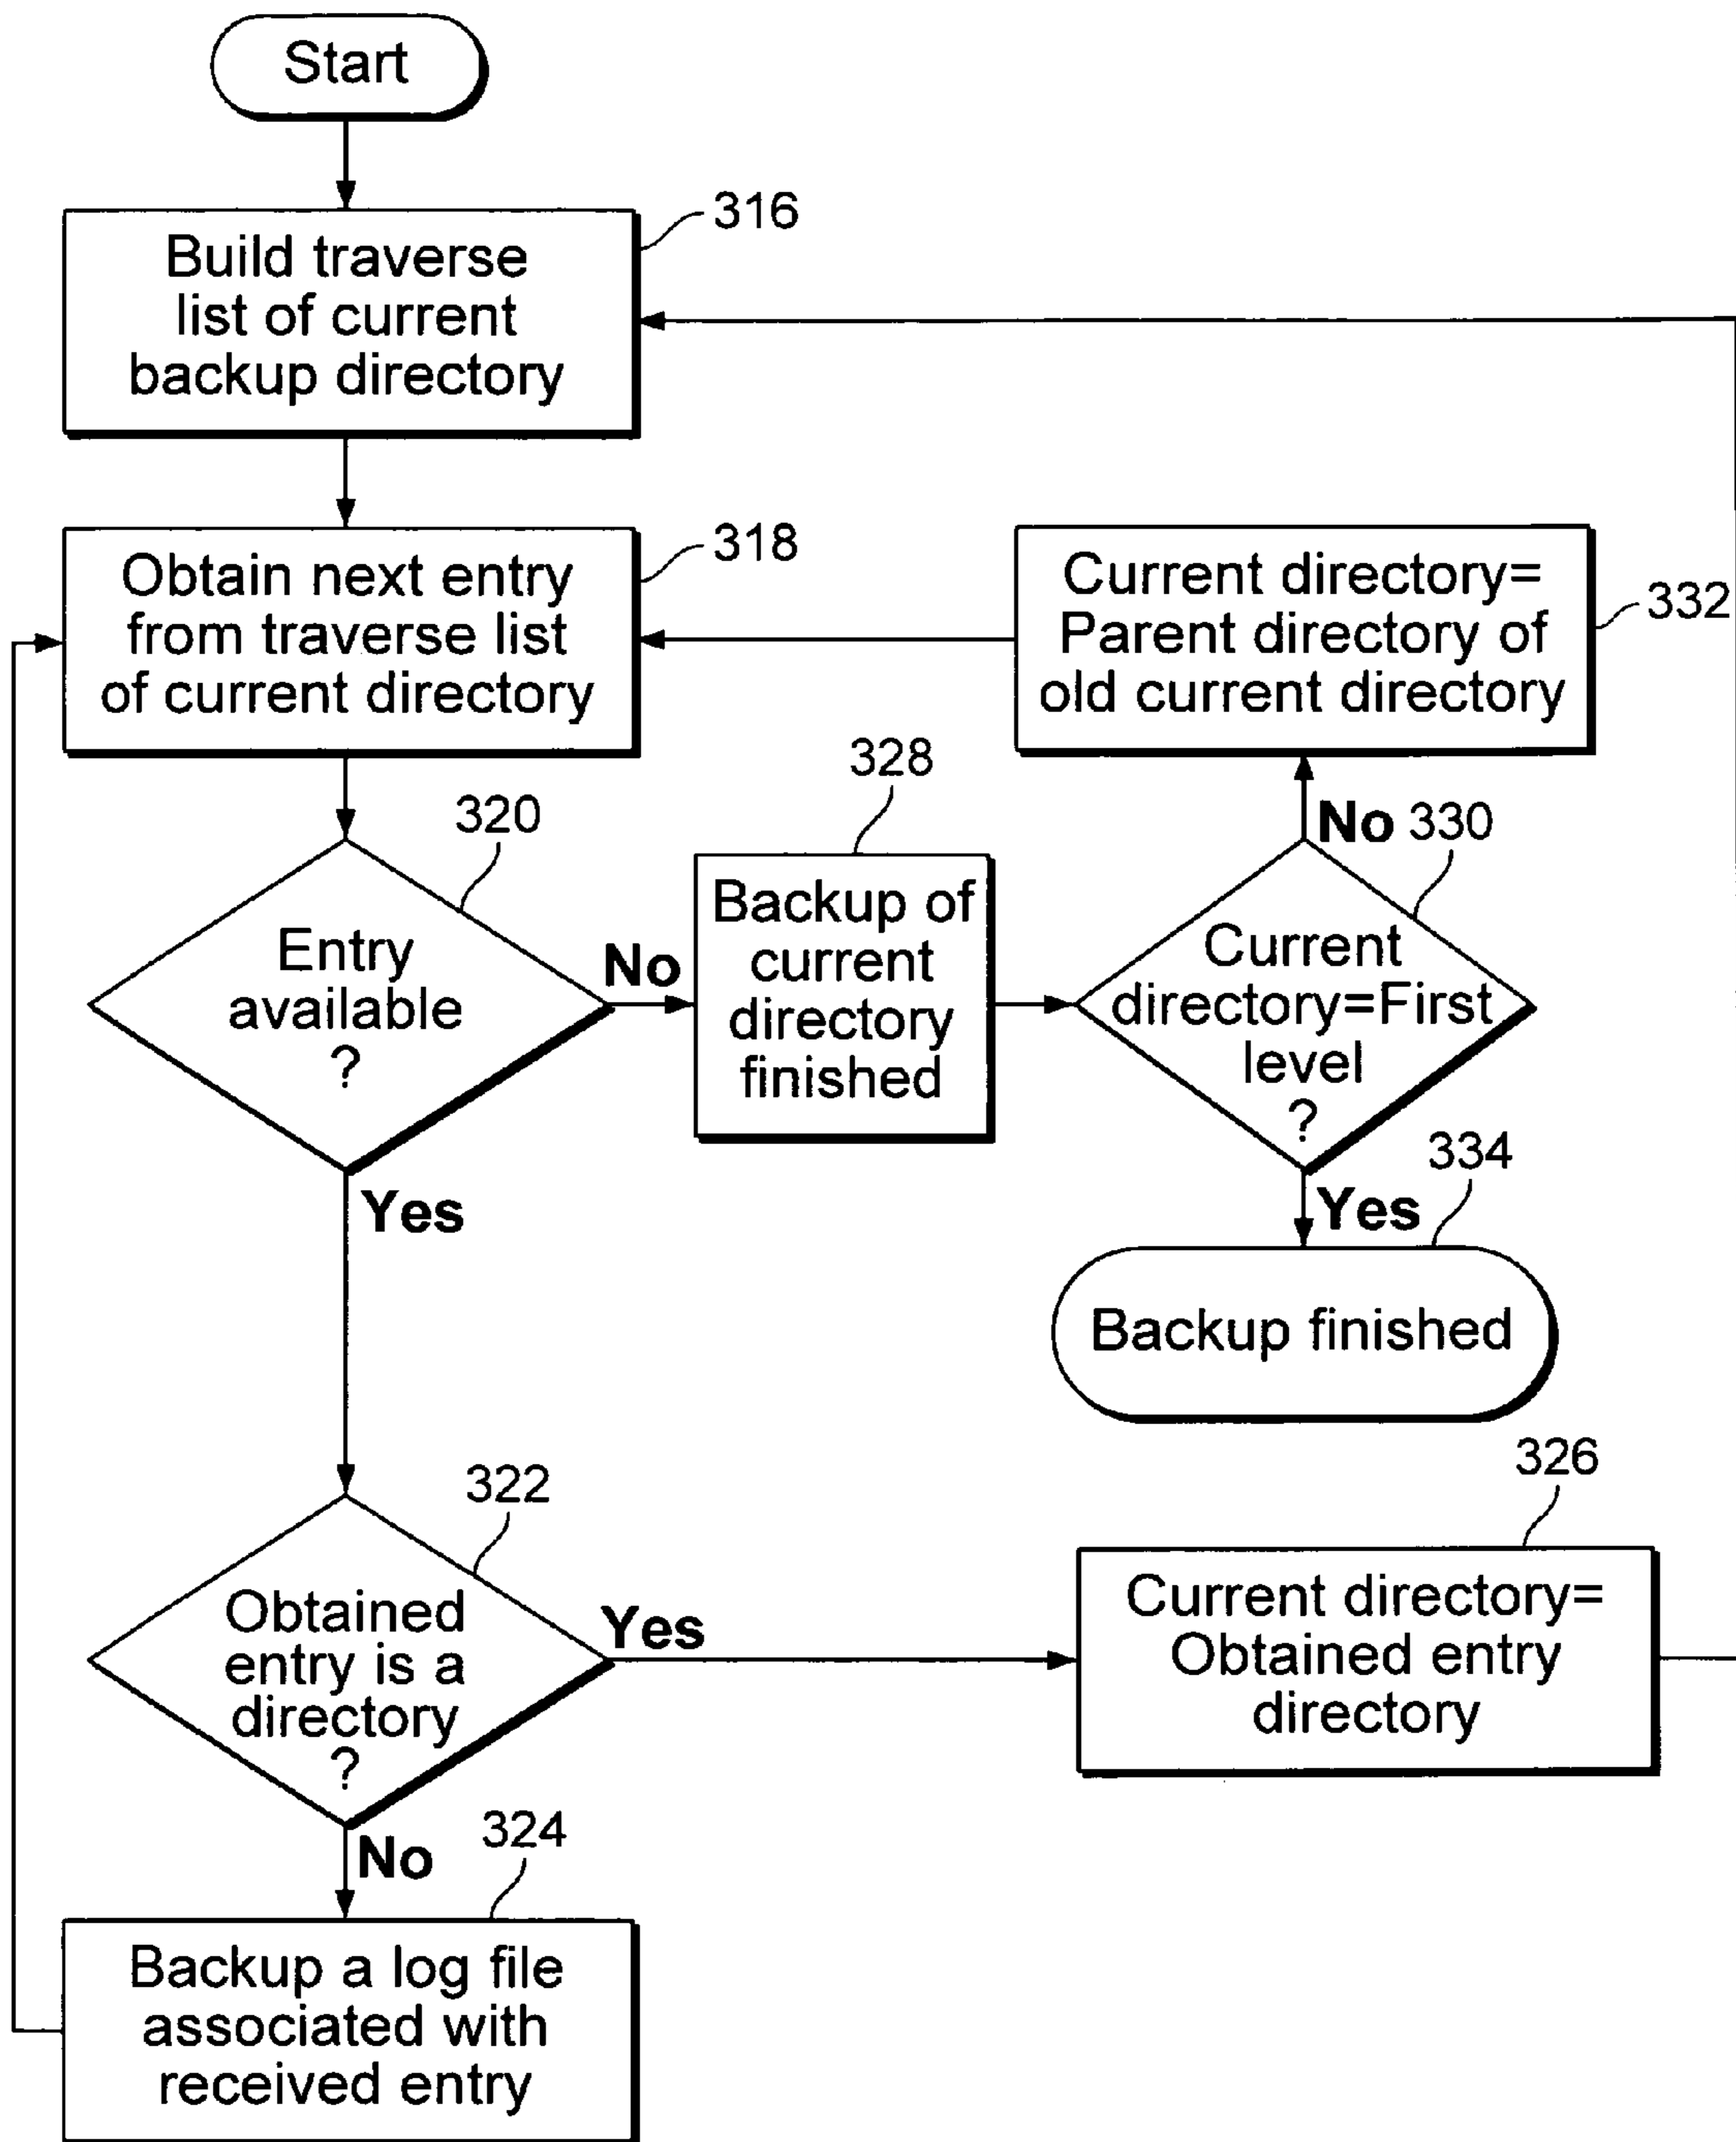 Start
316
Build traverse
list of current
backup directory
318
Obtain next entry
from traverse list
of current directory
332
Current directory=
Parent directory of
old current directory
320
Entry
available
?
No
Yes
328
Backup of
current
directory
finished
No 330
Current
directory=First
level
?
Yes
334
Backup finished
322
Obtained
entry is a
directory
?
Yes
No
326
Current directory=
Obtained entry
directory
324
Backup a log file
associated with
received entry